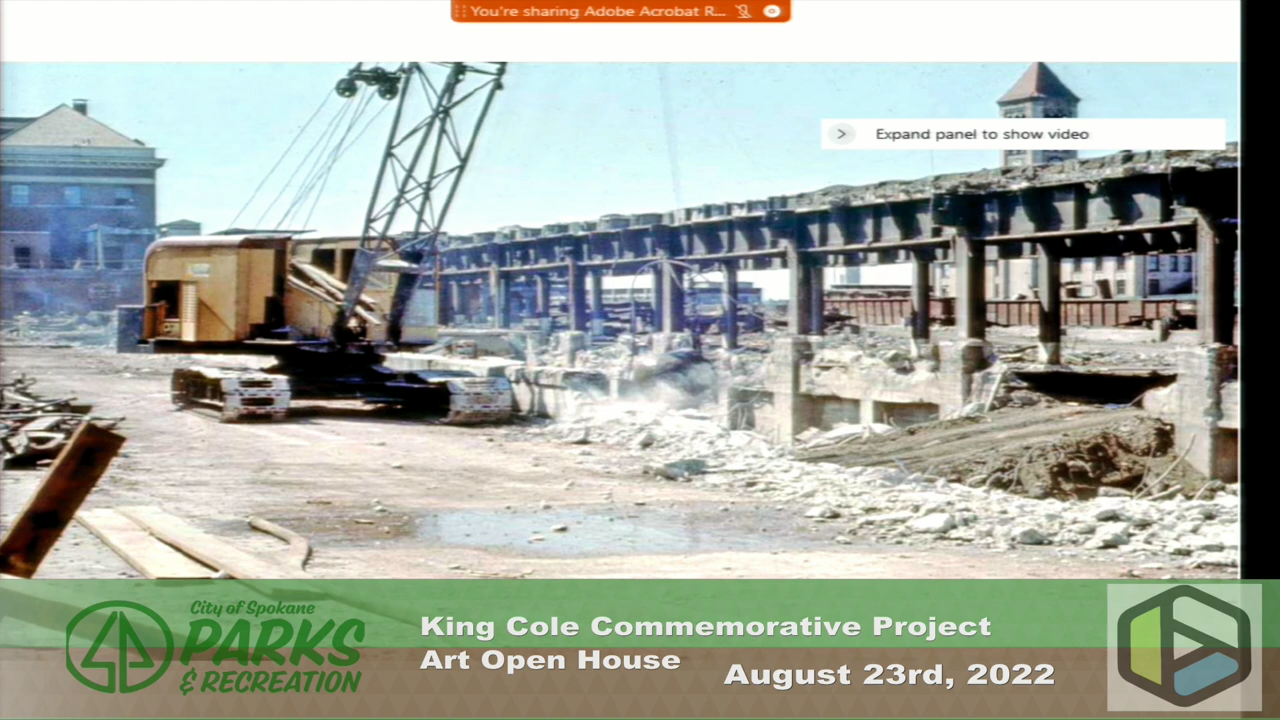 You're sharing Adobe Acrobat R...
Expand panel to show video
City of Spokane
PARKS
& RECREATION
King Cole Commemorative Project
Art Open House
August 23rd, 2022